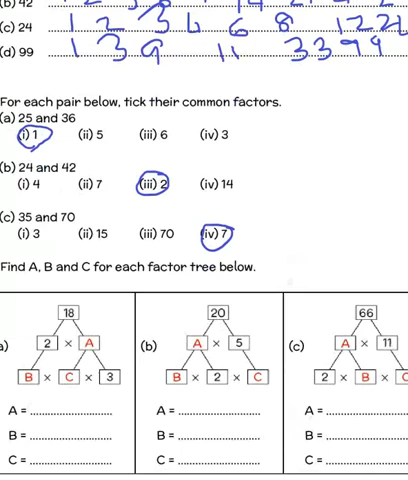 (b) 42
(c) 24 1 2 3 4 6 8 12 24
(d) 99 1 3 9 11 33 99
For each pair below, tick their common factors.
(a) 25 and 36
(i) 1 (ii) 5 (iii) 6 (iv) 3
(b) 24 and 42
(i) 4 (ii) 7 (iii) 2 (iv) 14
(c) 35 and 70
(i) 3 (ii) 15 (iii) 70 (iv) 7
Find A, B and C for each factor tree below.
a) (b) (c)
18 20 66
2 × A A × 5 A × 11
B × C × 3 B × 2 × C 2 × B × C
A = A = A =
B = B = B =
C = C = C =